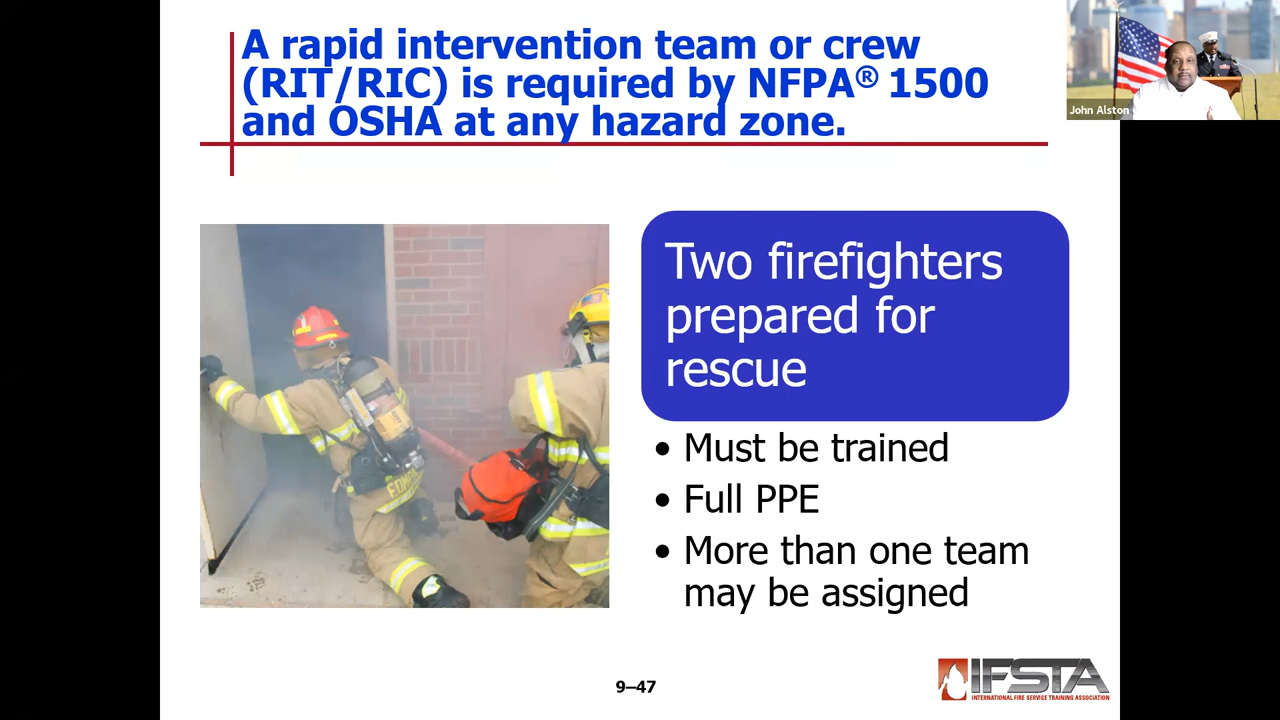 A rapid intervention team or crew
(RIT/RIC) is required by NFPA® 1500
and OSHA at any hazard zone.
John Alston
Two firefighters
prepared for
rescue
• Must be trained
• Full PPE
• More than one team
may be assigned
9–47
IFSTA
INTERNATIONAL FIRE SERVICE TRAINING ASSOCIATION